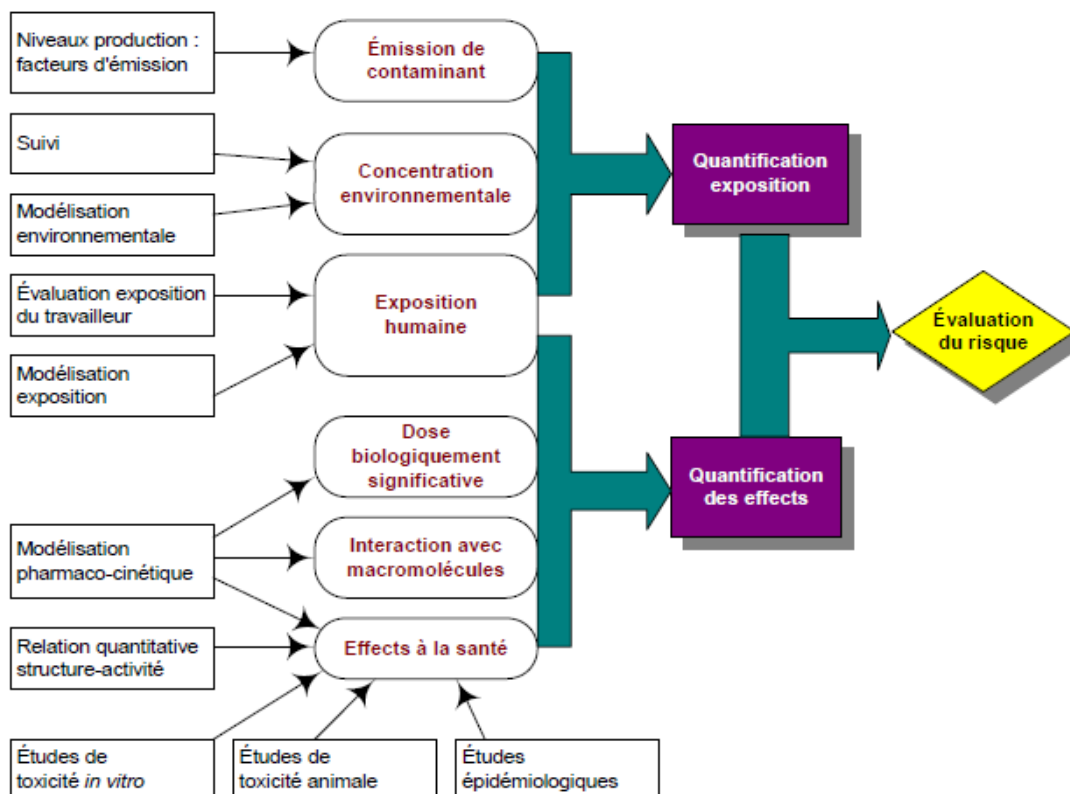 Niveaux production :
facteurs d'émission
Émission de
contaminant
Suivi
Concentration
environnementale
Quantification
exposition
Modélisation
environnementale
Évaluation exposition
du travailleur
Exposition
humaine
Évaluation
du risque
Modélisation
exposition
Dose
biologiquement
significative
Quantification
des effects
Modélisation
pharmaco-cinétique
Interaction avec
macromolécules
Relation quantitative
structure-activité
Effects à la santé
Études de
toxicité in vitro
Études de
toxicité animale
Études
épidémiologiques